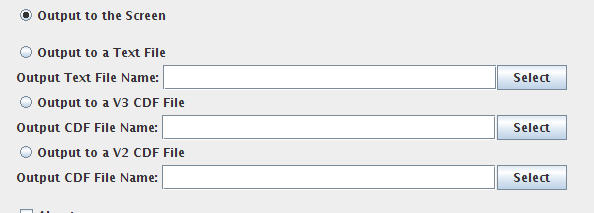 Output to the Screen
Output to a Text File
Output Text File Name: Select
Output to a V3 CDF File
Output CDF File Name: Select
Output to a V2 CDF File
Output CDF File Name: Select